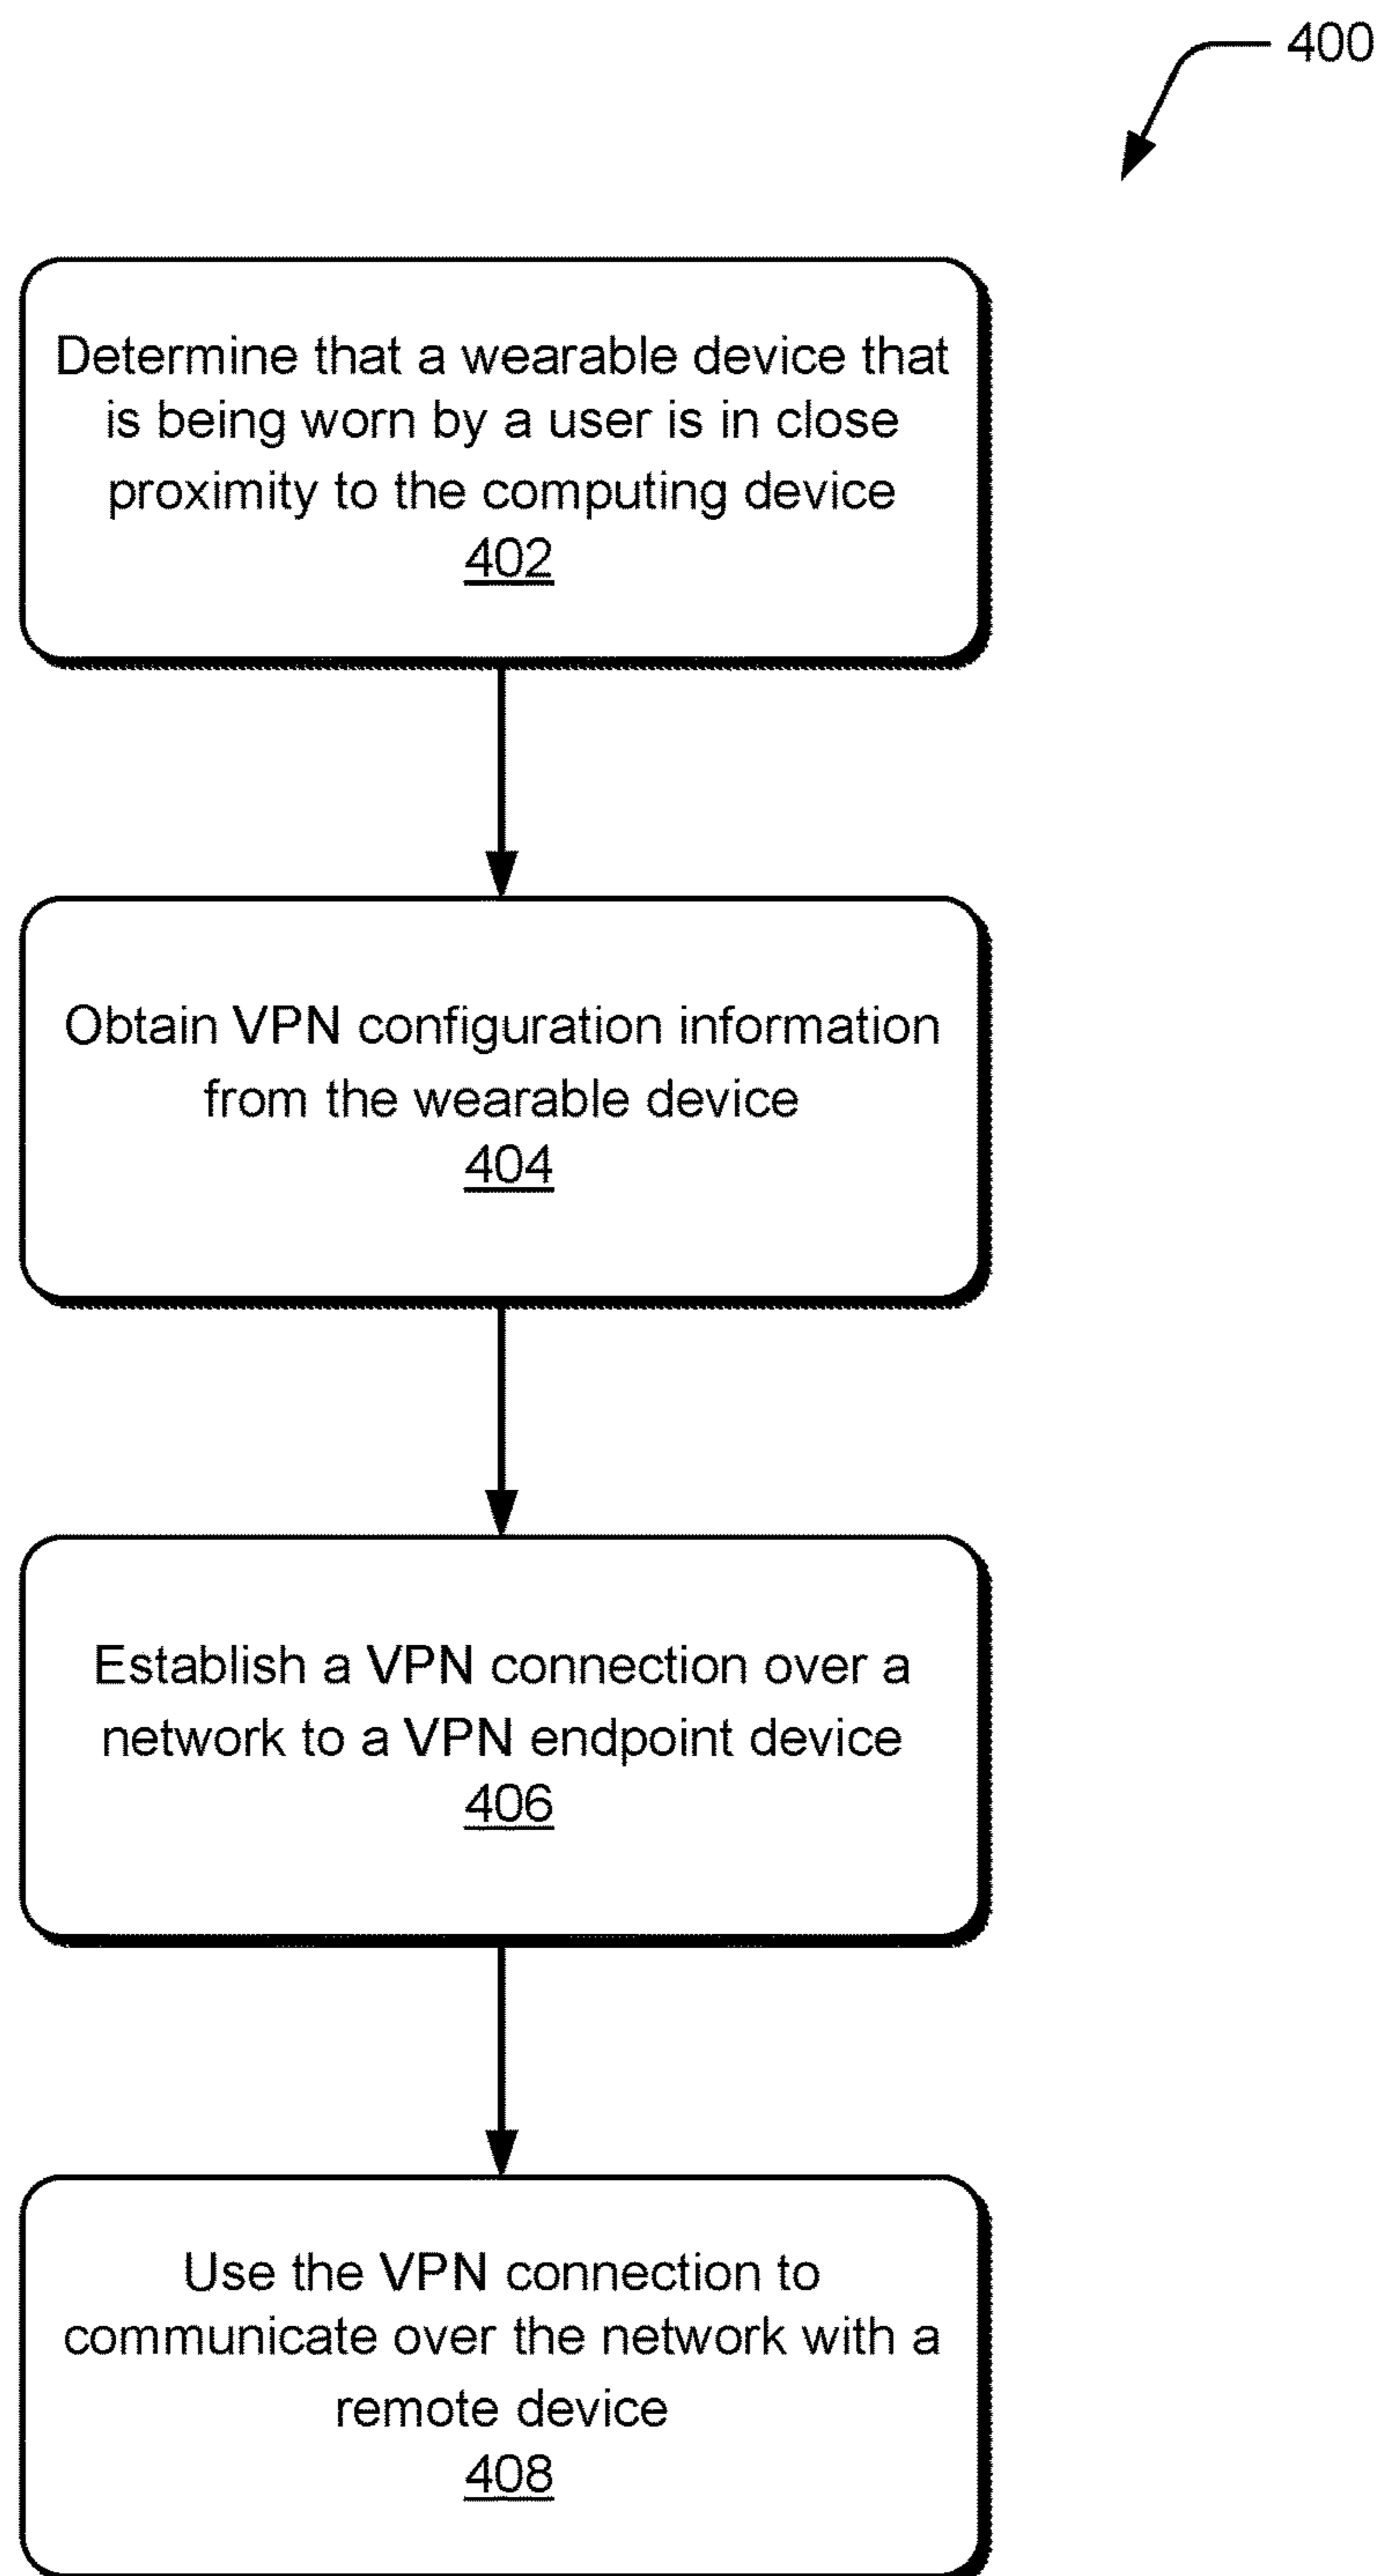 400
Determine that a wearable device that
is being worn by a user is in close
proximity to the computing device
402
Obtain VPN configuration information
from the wearable device
404
Establish a VPN connection over a
network to a VPN endpoint device
406
Use the VPN connection to
communicate over the network with a
remote device
408